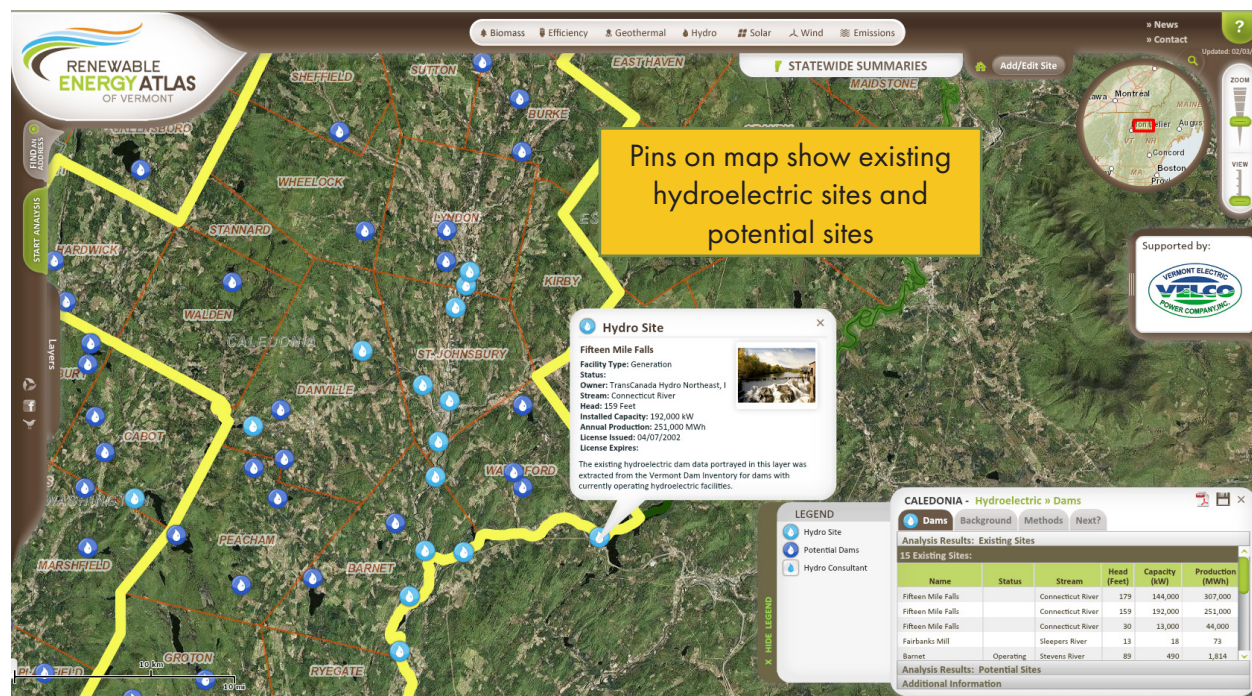 RENEWABLE
ENERGY ATLAS
OF VERMONT
Biomass Efficiency Geothermal Hydro Solar Wind Emissions
» News
» Contact
?
Updated: 02/03/
STATEWIDE SUMMARIES
Add/Edit Site
ZOOM
VIEW
Montréal
MAINE
Augus
VT NH
Concord
MA Boston
FIND AN
ADDRESS
START ANALYSIS
Layers
SHEFFIELD
SUTTON
EAST HAVEN
MAIDSTONE
BURKE
WHEELOCK
LYNDON
STANNARD
HARDWICK
KIRBY
WALDEN
CALEDONIA
ST. JOHNSBURY
DANVILLE
CABOT
WATERFORD
PEACHAM
MARSHFIELD
BARNET
GROTON
RYEGATE
PLAINFIELD
10 km
10 mi
Pins on map show existing
hydroelectric sites and
potential sites
Supported by:
VERMONT ELECTRIC
VELCO
POWER COMPANY, INC.
Hydro Site ×
Fifteen Mile Falls
Facility Type: Generation
Status:
Owner: TransCanada Hydro Northeast, I
Stream: Connecticut River
Head: 159 Feet
Installed Capacity: 192,000 kW
Annual Production: 251,000 MWh
License Issued: 04/07/2002
License Expires:
The existing hydroelectric dam data portrayed in this layer was
extracted from the Vermont Dam Inventory for dams with
currently operating hydroelectric facilities.
X HIDE LEGEND
LEGEND
Hydro Site
Potential Dams
Hydro Consultant
CALEDONIA - Hydroelectric » Dams ×
Dams Background Methods Next?
Analysis Results: Existing Sites
15 Existing Sites:
Name Status Stream Head (Feet) Capacity (kW) Production (MWh)
Fifteen Mile Falls Connecticut River 179 144,000 307,000
Fifteen Mile Falls Connecticut River 159 192,000 251,000
Fifteen Mile Falls Connecticut River 30 13,000 44,000
Fairbanks Mill Sleepers River 13 18 73
Barnet Operating Stevens River 89 490 1,814
Analysis Results: Potential Sites
Additional Information